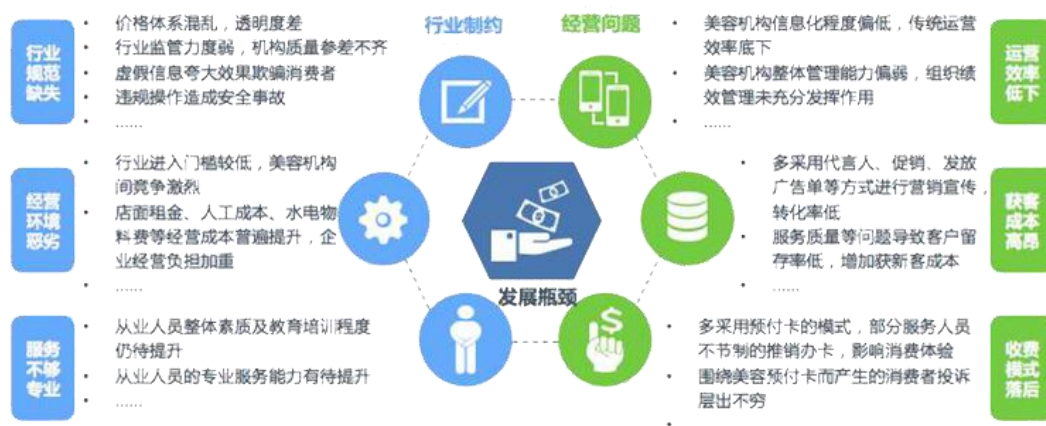 行业制约
行业
规范
缺失
• 价格体系混乱，透明度差
• 行业监管力度弱，机构质量参差不齐
• 虚假信息夸大效果欺骗消费者
• 违规操作造成安全事故
• ……
经营
环境
恶劣
• 行业进入门槛较低，美容机构
间竞争激烈
• 店面租金、人工成本、水电物
料费等经营成本普遍提升，企
业经营负担加重
• ……
服务
不够
专业
• 从业人员整体素质及教育培训程度
仍待提升
• 从业人员的专业服务能力有待提升
• ……
发展瓶颈
$
经营问题
• 美容机构信息化程度偏低，传统运营
效率底下
• 美容机构整体管理能力偏弱，组织绩
效管理未充分发挥作用
• ……
运营
效率
低下
• 多采用代言人、促销、发放
广告单等方式进行营销宣传，
转化率低
• 服务质量等问题导致客户留
存率低，增加获新客成本
• ……
获客
成本
高昂
• 多采用预付卡的模式，部分服务人员
不节制的推销办卡，影响消费体验
• 围绕美容预付卡而产生的消费者投诉
层出不穷
•
收费
模式
落后